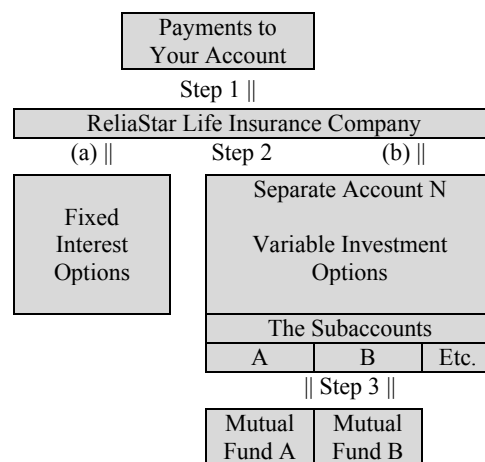 Payments to
Your Account
Step 1 ||
ReliaStar Life Insurance Company
(a) || Step 2 (b) ||
Fixed
Interest
Options
Separate Account N
Variable Investment
Options
The Subaccounts
A B Etc.
|| Step 3 ||
Mutual
Fund A
Mutual
Fund B